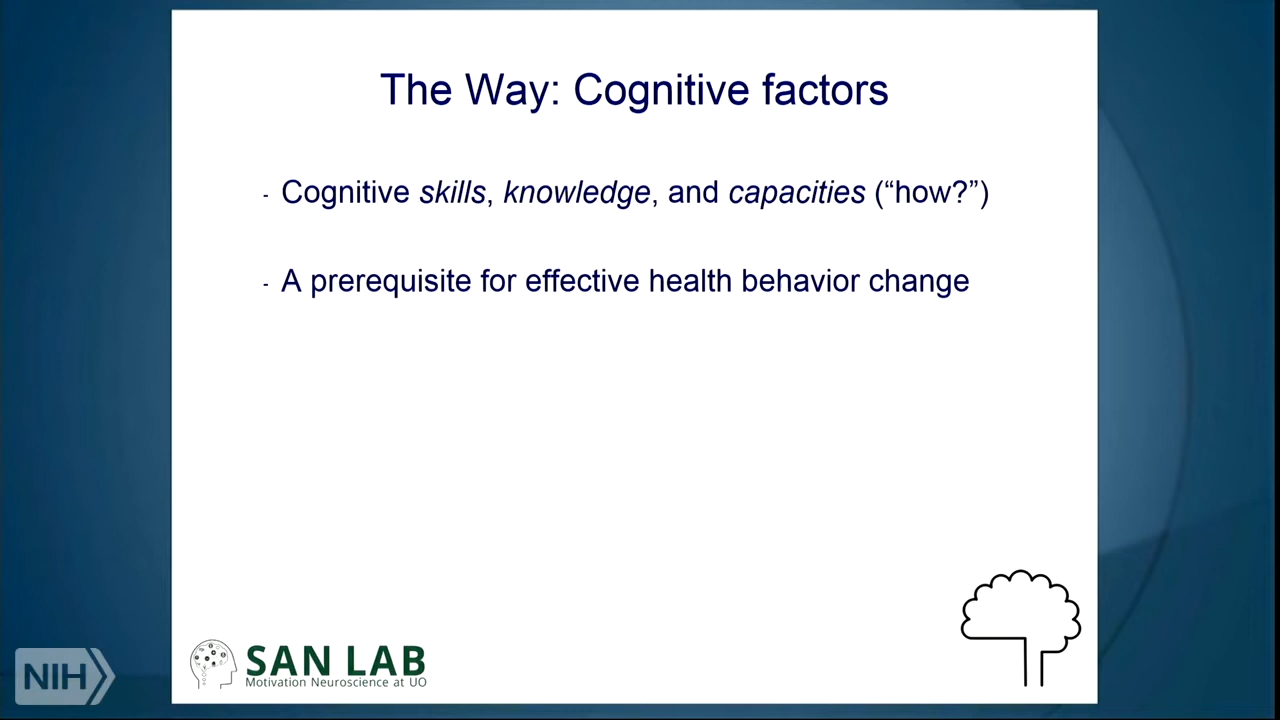 The Way: Cognitive factors
- Cognitive skills, knowledge, and capacities (“how?”)
- A prerequisite for effective health behavior change
SAN LAB
Motivation Neuroscience at UO
NIH